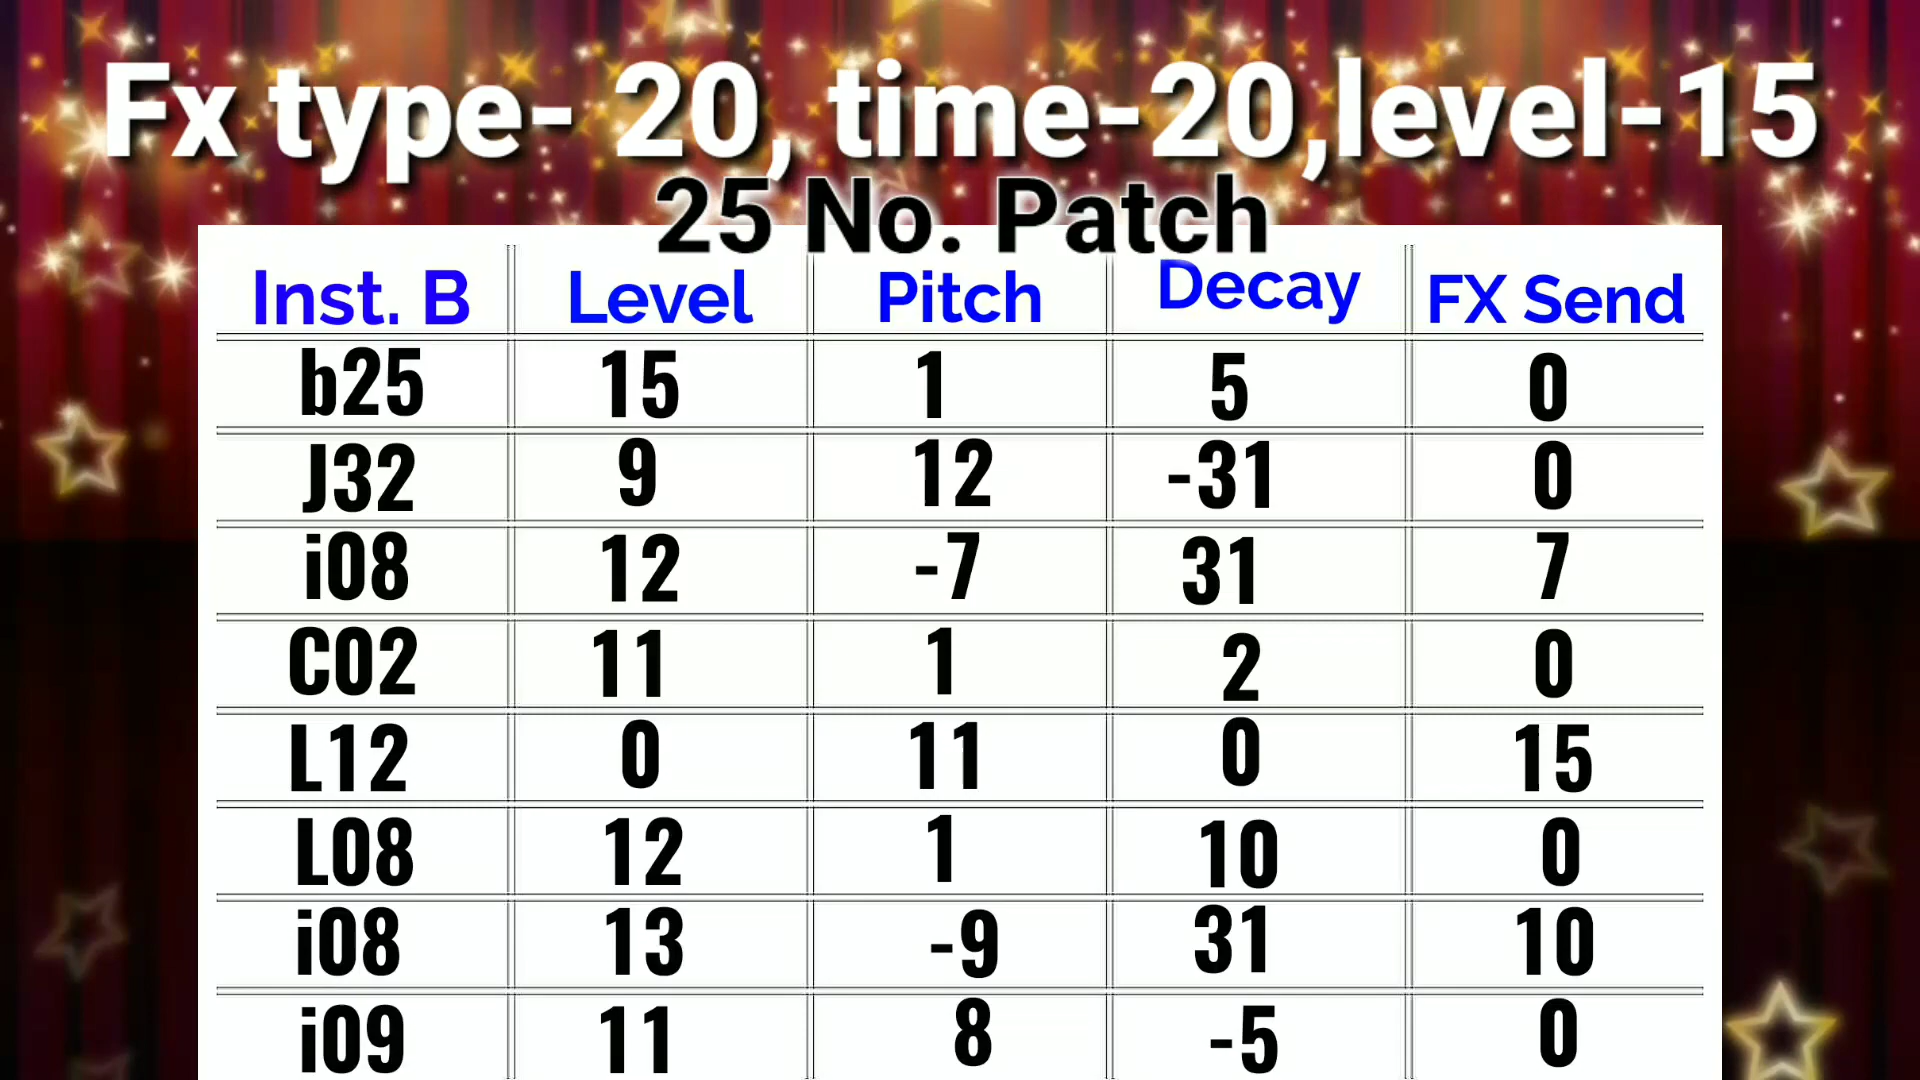 Fx type- 20, time-20,level-15
25 No. Patch
Inst. B Level Pitch Decay FX Send
b25 15 1 5 0
J32 9 12 -31 0
i08 12 -7 31 7
C02 11 1 2 0
L12 0 11 0 15
L08 12 1 10 0
i08 13 -9 31 10
i09 11 8 -5 0